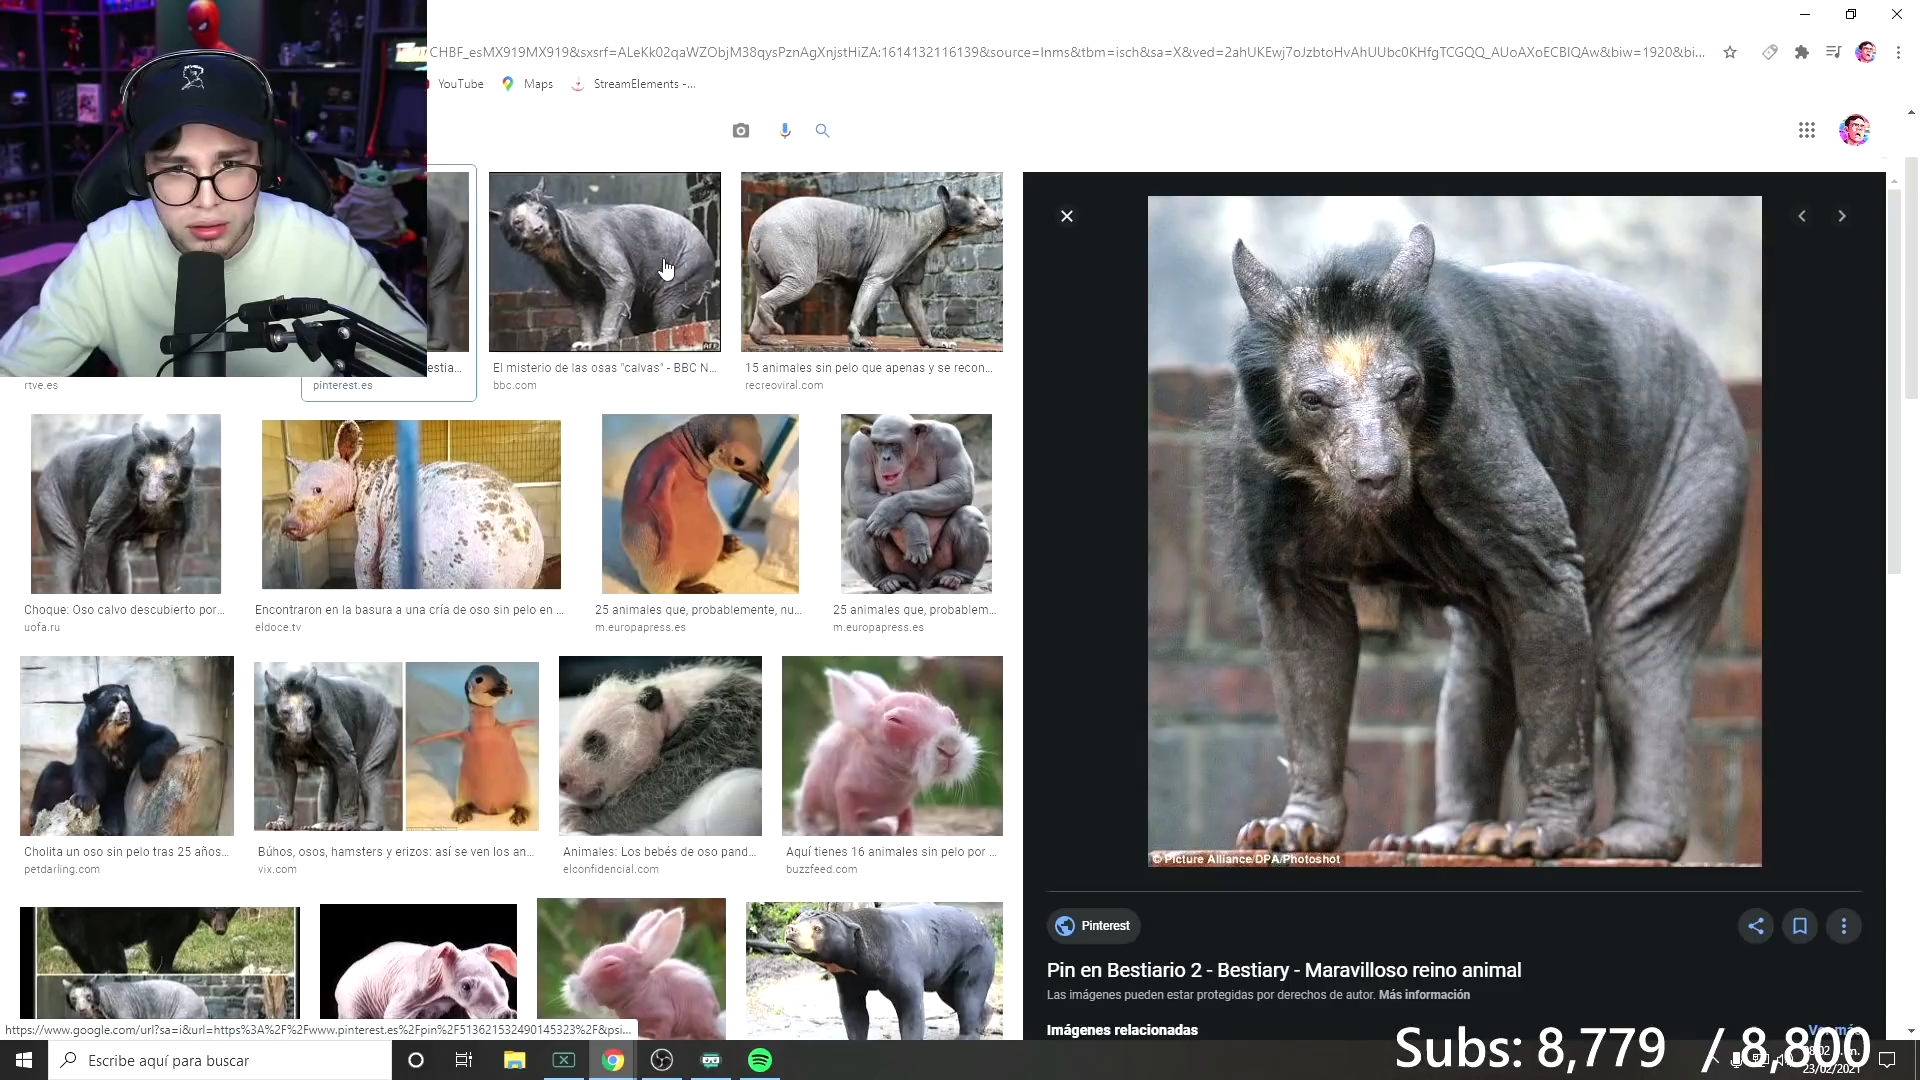 CHBF_esMX919MX919&sxsrf=ALeKk02qaWZObjM38qysPznAgXnjstHiZA:1614132116139&source=lnms&tbm=isch&sa=X&ved=2ahUKEwj7oJzbtoHvAhUUbc0KHfgTCGQQ_AUoAXoECBIQAw&biw=1920&bi...
YouTube Maps StreamElements -...
estia...
El misterio de las osas "calvas" - BBC N...
15 animales sin pelo que apenas y se recon...
rtve.es
pinterest.es
bbc.com
recreoviral.com
Choque: Oso calvo descubierto por...
Encontraron en la basura a una cría de oso sin pelo en ...
25 animales que, probablemente, nu...
25 animales que, probablem...
uofa.ru
eldoce.tv
m.europapress.es
m.europapress.es
Cholita un oso sin pelo tras 25 años...
Búhos, osos, hamsters y erizos: así se ven los an...
Animales: Los bebés de oso pand...
Aquí tienes 16 animales sin pelo por ...
petdarling.com
vix.com
elconfidencial.com
buzzfeed.com
© Picture Alliance/DPA/Photoshot
Pinterest
Pin en Bestiario 2 - Bestiary - Maravilloso reino animal
Las imágenes pueden estar protegidas por derechos de autor. Más información
Imágenes relacionadas
Ver más
https://www.google.com/url?sa=i&url=https%3A%2F%2Fwww.pinterest.es%2Fpin%2F513621532490145323%2F&psi...
Escribe aquí para buscar
Subs: 8,779 / 8,800
23/02/2021